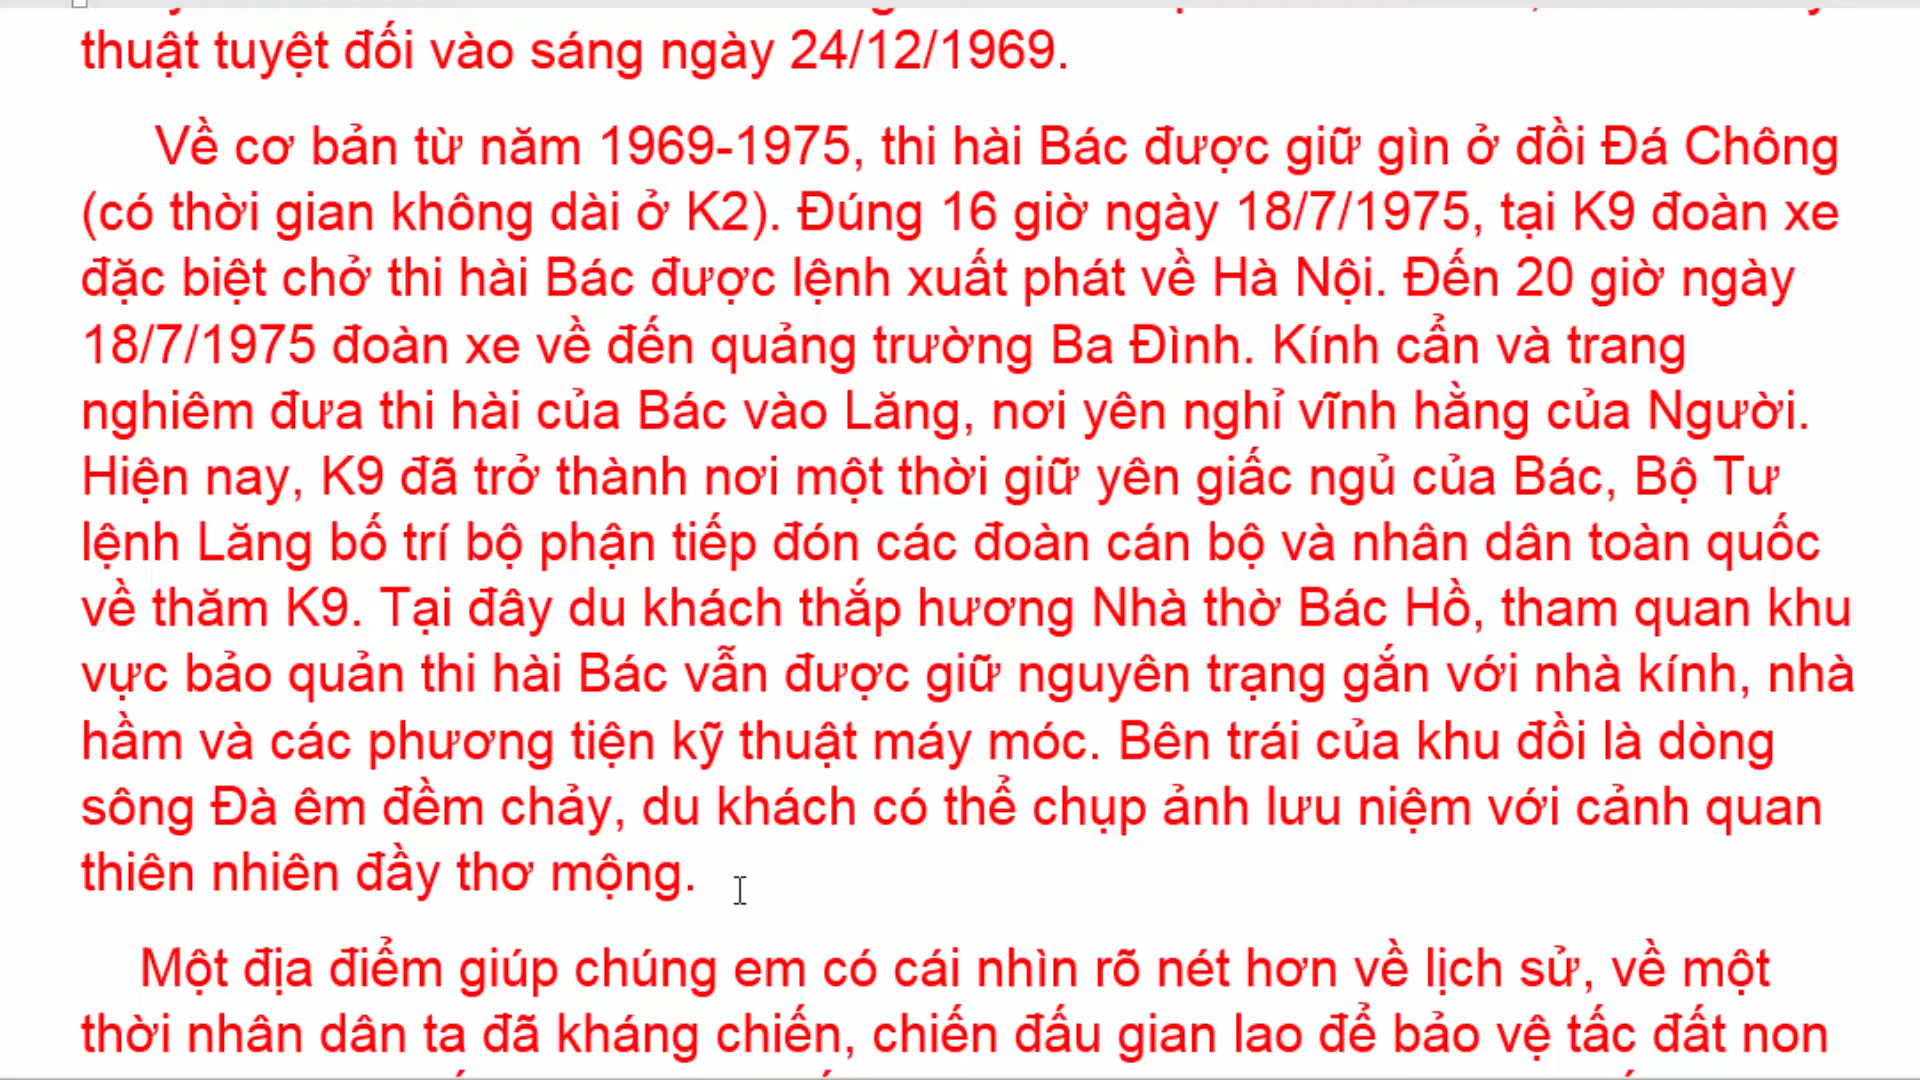 thuật tuyệt đối vào sáng ngày 24/12/1969.
Về cơ bản từ năm 1969-1975, thi hài Bác được giữ gìn ở đồi Đá Chông
(có thời gian không dài ở K2). Đúng 16 giờ ngày 18/7/1975, tại K9 đoàn xe
đặc biệt chở thi hài Bác được lệnh xuất phát về Hà Nội. Đến 20 giờ ngày
18/7/1975 đoàn xe về đến quảng trường Ba Đình. Kính cẩn và trang
nghiêm đưa thi hài của Bác vào Lăng, nơi yên nghỉ vĩnh hằng của Người.
Hiện nay, K9 đã trở thành nơi một thời giữ yên giấc ngủ của Bác, Bộ Tư
lệnh Lăng bố trí bộ phận tiếp đón các đoàn cán bộ và nhân dân toàn quốc
về thăm K9. Tại đây du khách thắp hương Nhà thờ Bác Hồ, tham quan khu
vực bảo quản thi hài Bác vẫn được giữ nguyên trạng gắn với nhà kính, nhà
hầm và các phương tiện kỹ thuật máy móc. Bên trái của khu đồi là dòng
sông Đà êm đềm chảy, du khách có thể chụp ảnh lưu niệm với cảnh quan
thiên nhiên đầy thơ mộng.
Một địa điểm giúp chúng em có cái nhìn rõ nét hơn về lịch sử, về một
thời nhân dân ta đã kháng chiến, chiến đấu gian lao để bảo vệ tấc đất non